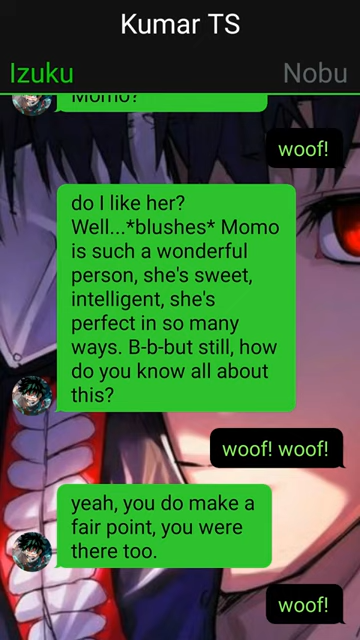 Kumar TS
Izuku
Nobu
Momo?
woof!
do I like her?
Well...*blushes* Momo
is such a wonderful
person, she's sweet,
intelligent, she's
perfect in so many
ways. B-b-but still, how
do you know all about
this?
woof! woof!
yeah, you do make a
fair point, you were
there too.
woof!